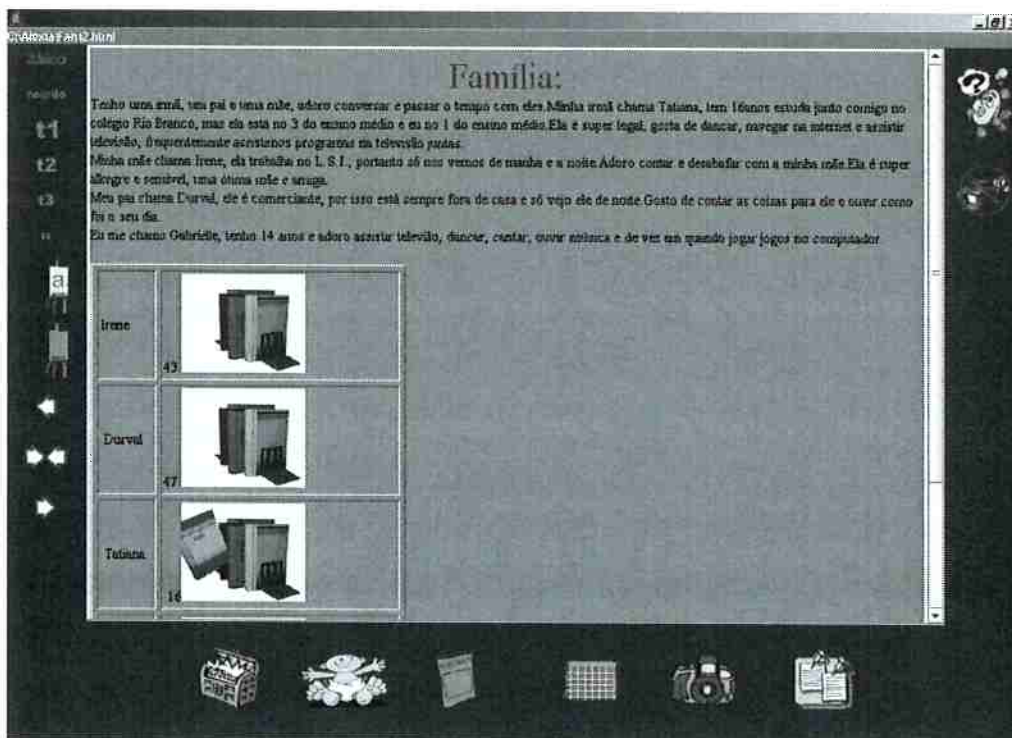 Família:
Tenho uma irmã, um pai e uma mãe, adoro conversar e passar o tempo com eles.Minha irmã chama Tatiana, tem 16anos estuda junto comigo no
colégio Rio Branco, mas ela está no 3 do ensino médio e eu no 1 do ensino médio.Ela é super legal, gosta de dançar, navegar na internet e assistir
televisão, frequentemente assistimos programas na televisão juntas.
Minha mãe chama Irene, ela trabalha no L.S.I., portanto só nos vemos de manha e a noite.Adoro contar e desabafar com a minha mãe.Ela é super
alegre e sensível, uma ótima mãe e amiga.
Meu pai chama Durval, ele é comerciante, por isso está sempre fora de casa e só vejo ele de noite.Gosto de contar as coisas para ele e ouvir como
foi o seu dia.
Eu me chamo Gabrielle, tenho 14 anos e adoro assistir televião, dançar, cantar, ouvir música e de vez em quando jogar jogos no computador
t1
t2
t3
a
Irene
43
Durval
47
Tatiana
16